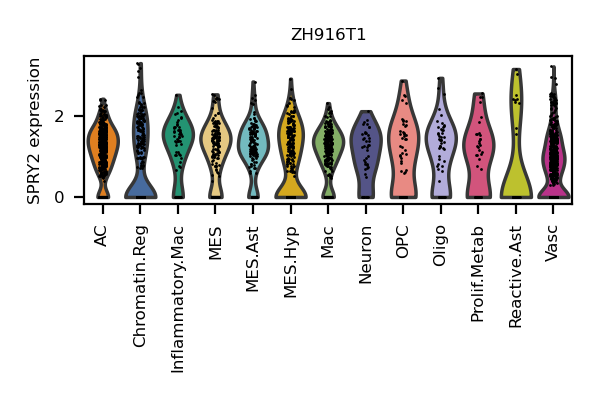 ZH916T1
SPRY2 expression
2
0
AC
Chromatin.Reg
Inflammatory.Mac
MES
MES.Ast
MES.Hyp
Mac
Neuron
OPC
Oligo
Prolif.Metab
Reactive.Ast
Vasc